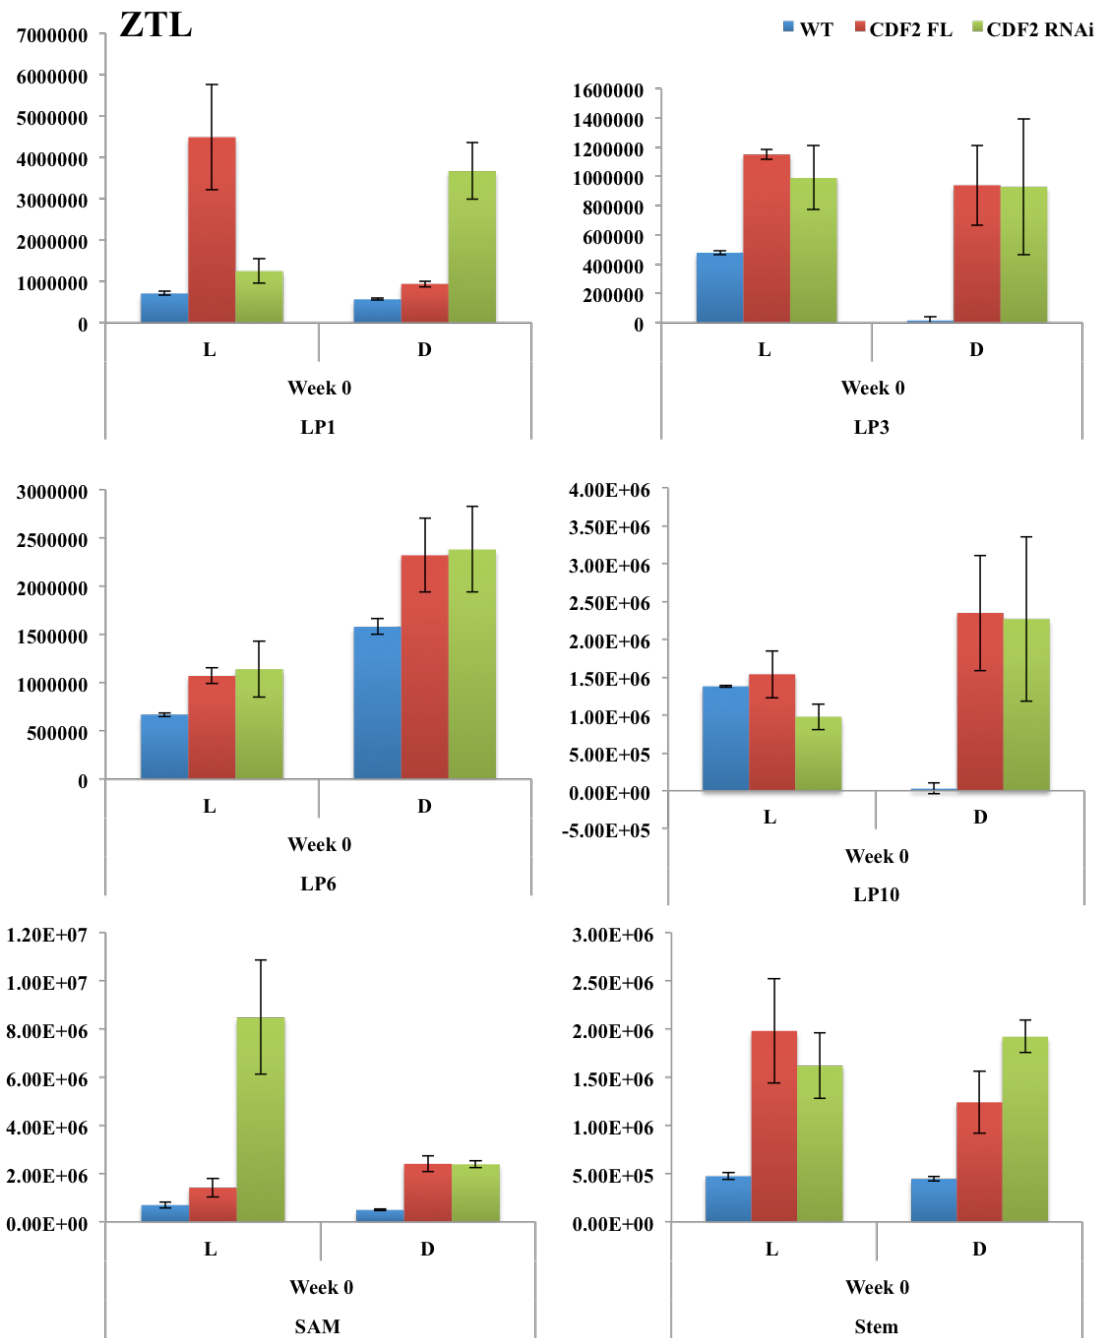 ZTL
WT CDF2 FL CDF2 RNAi
7000000
6000000
5000000
4000000
3000000
2000000
1000000
0
L D
Week 0
LP1
1600000
1400000
1200000
1000000
800000
600000
400000
200000
0
L D
Week 0
LP3
3000000
2500000
2000000
1500000
1000000
500000
0
L D
Week 0
LP6
4.00E+06
3.50E+06
3.00E+06
2.50E+06
2.00E+06
1.50E+06
1.00E+06
5.00E+05
0.00E+00
-5.00E+05
L D
Week 0
LP10
1.20E+07
1.00E+07
8.00E+06
6.00E+06
4.00E+06
2.00E+06
0.00E+00
L D
Week 0
SAM
3.00E+06
2.50E+06
2.00E+06
1.50E+06
1.00E+06
5.00E+05
0.00E+00
L D
Week 0
Stem